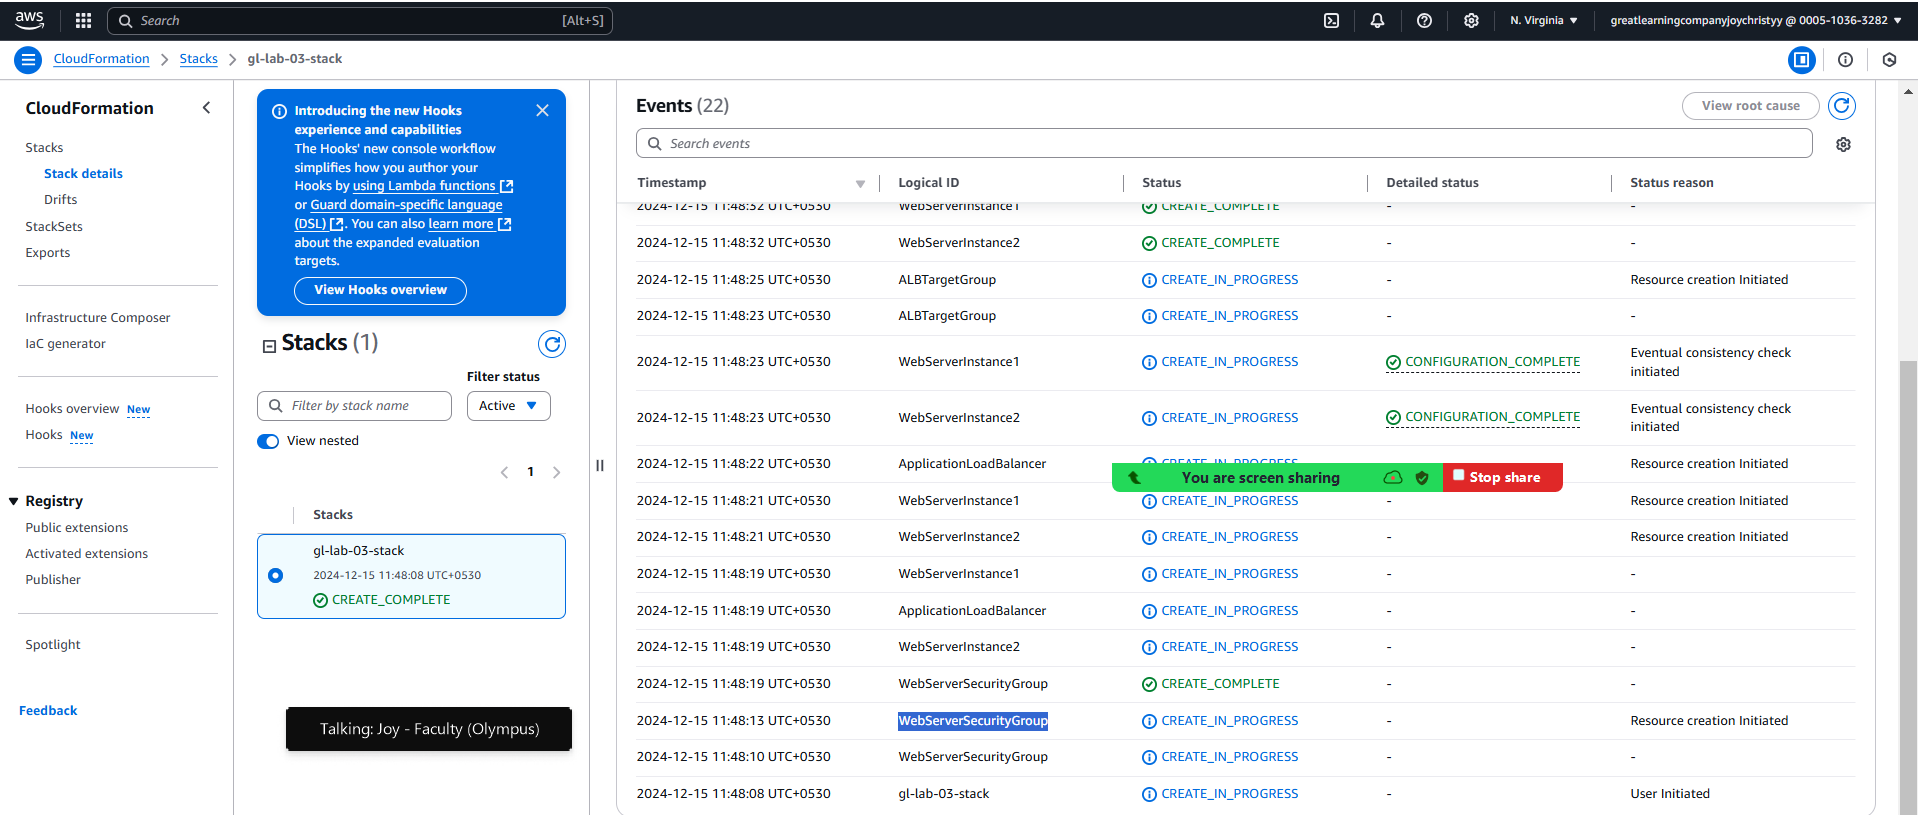 aws
Search [Alt+S]
N. Virginia
greatlearningcompanyjoychristyy @ 0005-1036-3282
CloudFormation
Stacks
gl-lab-03-stack
CloudFormation
Stacks
Stack details
Drifts
StackSets
Exports
Infrastructure Composer
IaC generator
Hooks overview New
Hooks New
Registry
Public extensions
Activated extensions
Publisher
Spotlight
Feedback
Introducing the new Hooks
experience and capabilities
The Hooks' new console workflow
simplifies how you author your
Hooks by using Lambda functions
or Guard domain-specific language
(DSL). You can also learn more
about the expanded evaluation
targets.
View Hooks overview
Stacks (1)
Filter status
Filter by stack name
Active
View nested
1
Stacks
gl-lab-03-stack
2024-12-15 11:48:08 UTC+0530
CREATE_COMPLETE
Talking: Joy - Faculty (Olympus)
Events (22)
View root cause
Search events
Timestamp Logical ID Status Detailed status Status reason
2024-12-15 11:48:32 UTC+0530 WebServerInstance1 CREATE_COMPLETE - -
2024-12-15 11:48:32 UTC+0530 WebServerInstance2 CREATE_COMPLETE - -
2024-12-15 11:48:25 UTC+0530 ALBTargetGroup CREATE_IN_PROGRESS - Resource creation Initiated
2024-12-15 11:48:23 UTC+0530 ALBTargetGroup CREATE_IN_PROGRESS - -
2024-12-15 11:48:23 UTC+0530 WebServerInstance1 CREATE_IN_PROGRESS CONFIGURATION_COMPLETE Eventual consistency check
initiated
2024-12-15 11:48:23 UTC+0530 WebServerInstance2 CREATE_IN_PROGRESS CONFIGURATION_COMPLETE Eventual consistency check
initiated
2024-12-15 11:48:22 UTC+0530 ApplicationLoadBalancer Resource creation Initiated
You are screen sharing Stop share
2024-12-15 11:48:21 UTC+0530 WebServerInstance1 CREATE_IN_PROGRESS - Resource creation Initiated
2024-12-15 11:48:21 UTC+0530 WebServerInstance2 CREATE_IN_PROGRESS - Resource creation Initiated
2024-12-15 11:48:19 UTC+0530 WebServerInstance1 CREATE_IN_PROGRESS - -
2024-12-15 11:48:19 UTC+0530 ApplicationLoadBalancer CREATE_IN_PROGRESS - -
2024-12-15 11:48:19 UTC+0530 WebServerInstance2 CREATE_IN_PROGRESS - -
2024-12-15 11:48:19 UTC+0530 WebServerSecurityGroup CREATE_COMPLETE - -
2024-12-15 11:48:13 UTC+0530 WebServerSecurityGroup CREATE_IN_PROGRESS - Resource creation Initiated
2024-12-15 11:48:10 UTC+0530 WebServerSecurityGroup CREATE_IN_PROGRESS - -
2024-12-15 11:48:08 UTC+0530 gl-lab-03-stack CREATE_IN_PROGRESS - User Initiated